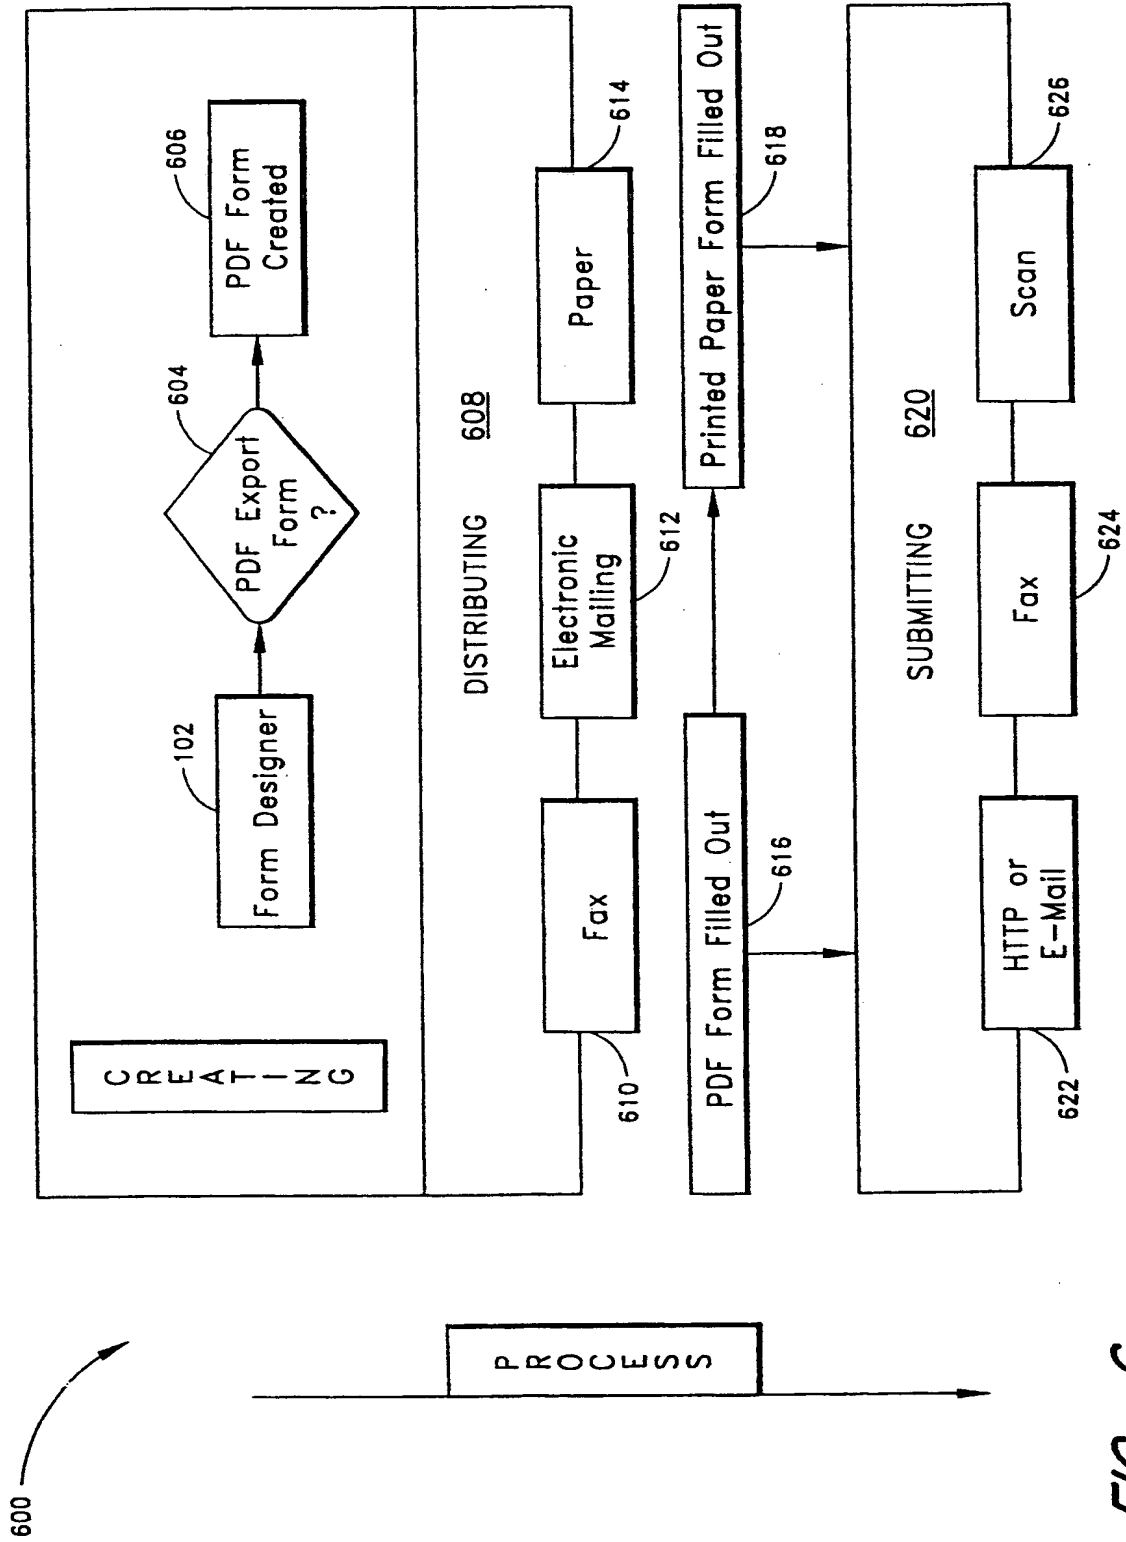 600
CREATING
102
Form Designer
604
PDF Export
Form
?
606
PDF Form
Created
PROCESS
DISTRIBUTING 608
Fax
610
Electronic
Mailing
612
Paper
614
PDF Form Filled Out
616
Printed Paper Form Filled Out
618
SUBMITTING 620
HTTP or
E-Mail
622
Fax
624
Scan
626